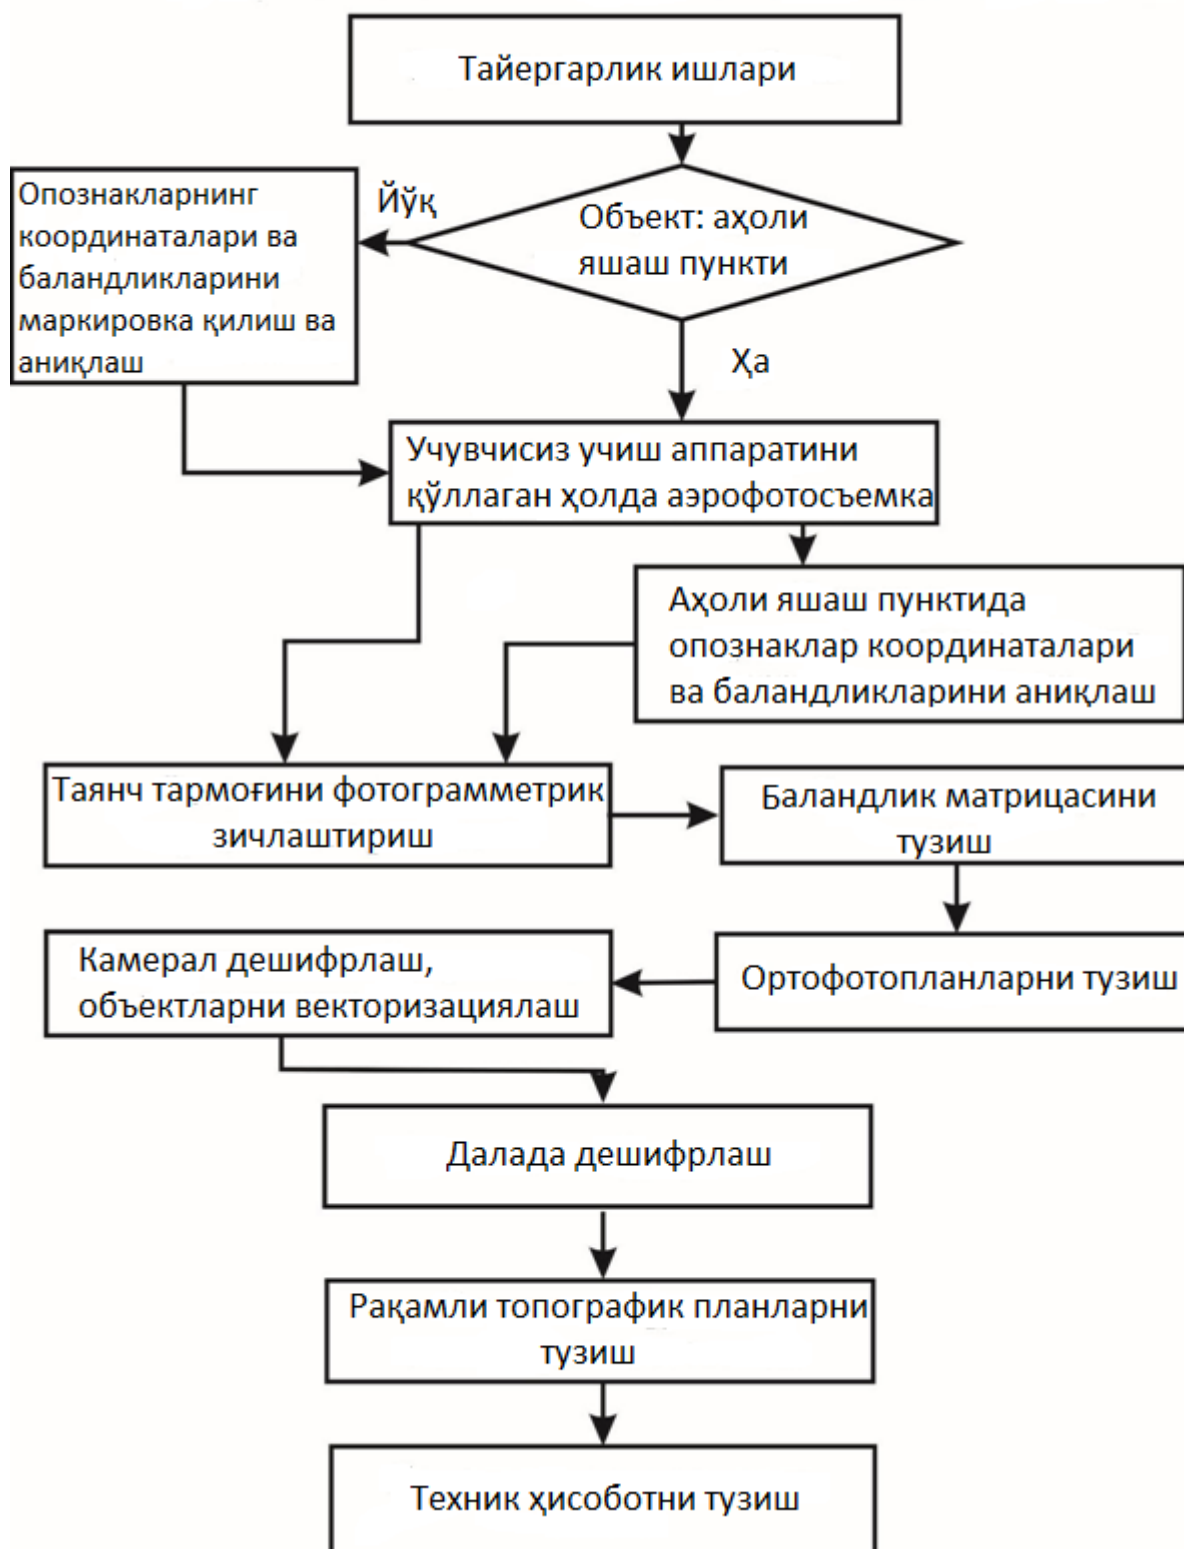 Тайергарлик ишлари
Объект: аҳоли
яшаш пункти
Йўқ
Опознакларнинг
координаталари ва
баландликларини
маркировка қилиш ва
аниқлаш
Ҳа
Учувчисиз учиш аппаратини
қўллаган ҳолда аэрофотосъемка
Аҳоли яшаш пунктида
опознаклар координаталари
ва баландликларини аниқлаш
Таянч тармоғини фотограмметрик
зичлаштириш
Баландлик матрицасини
тузиш
Ортофотопланларни тузиш
Камерал дешифрлаш,
объектларни векторизациялаш
Далада дешифрлаш
Рақамли топографик планларни
тузиш
Техник ҳисоботни тузиш